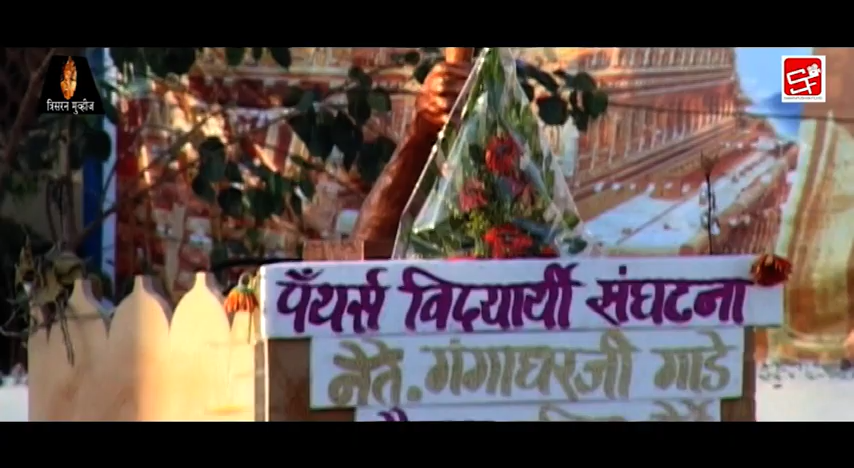 त्रिसरन मुव्हीज
पँथर्स विद्यार्थी संघटना
नेते. गंगाधरजी गाडे